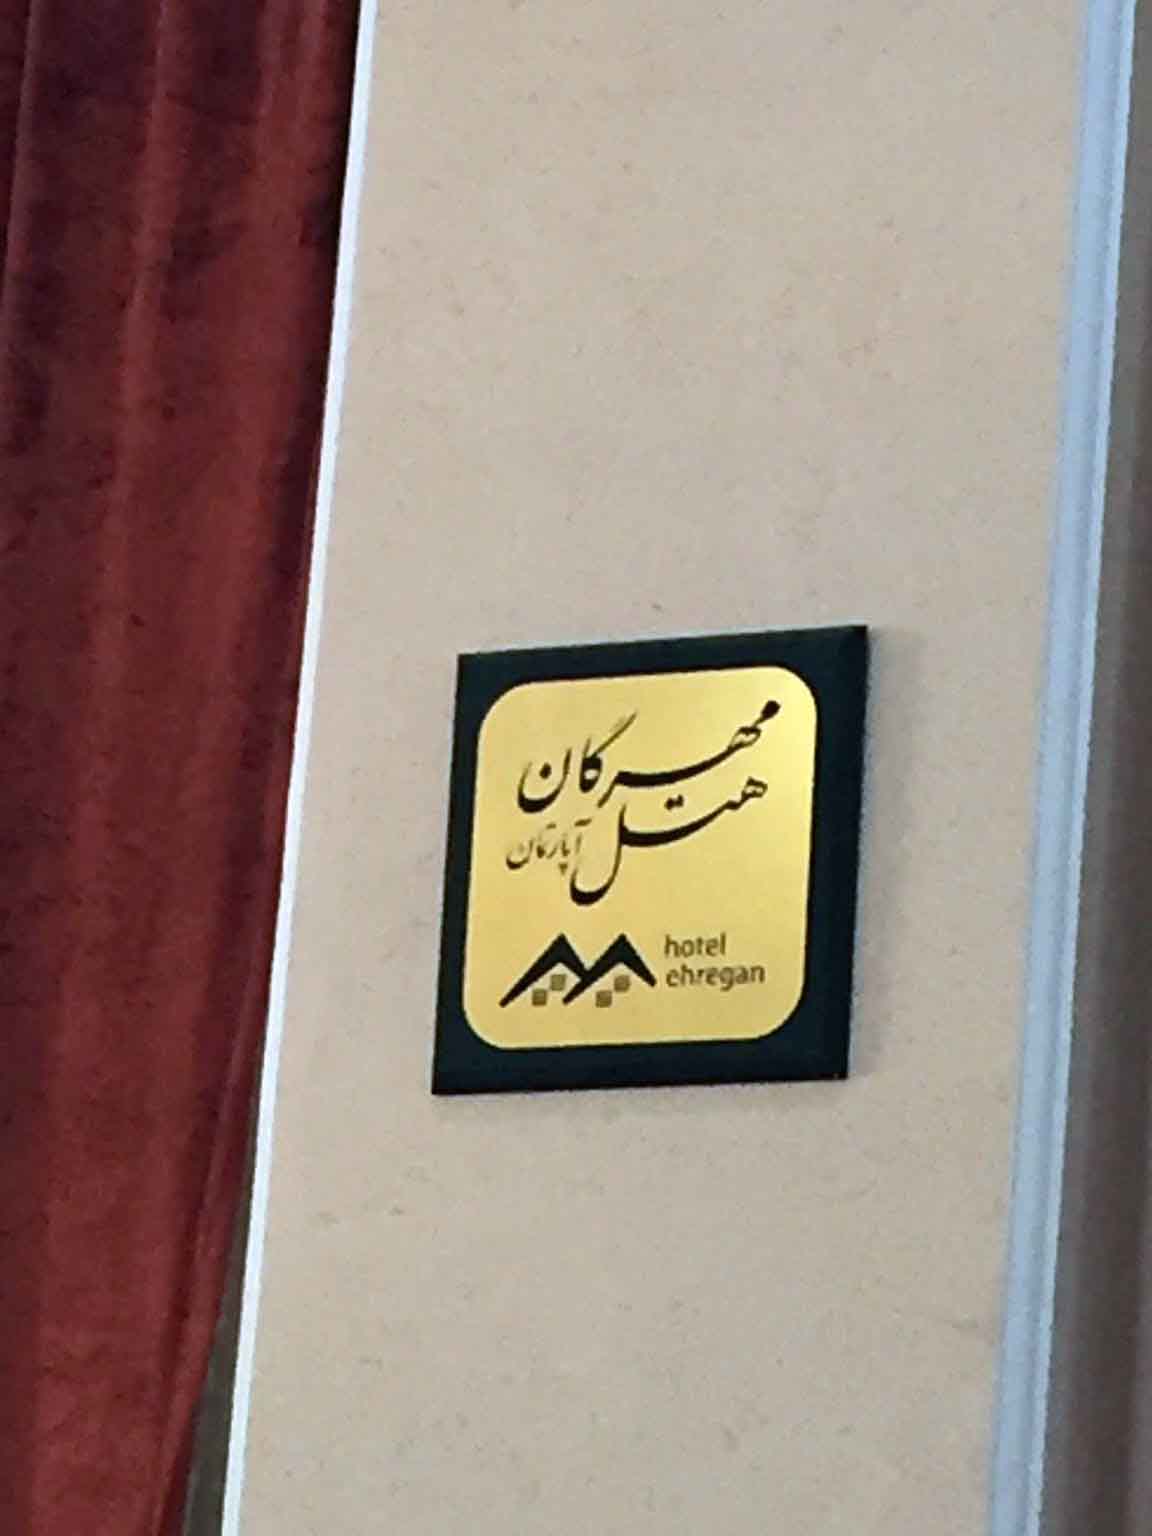 مهرگان
هتل آپارتمان
hotel
ehregan